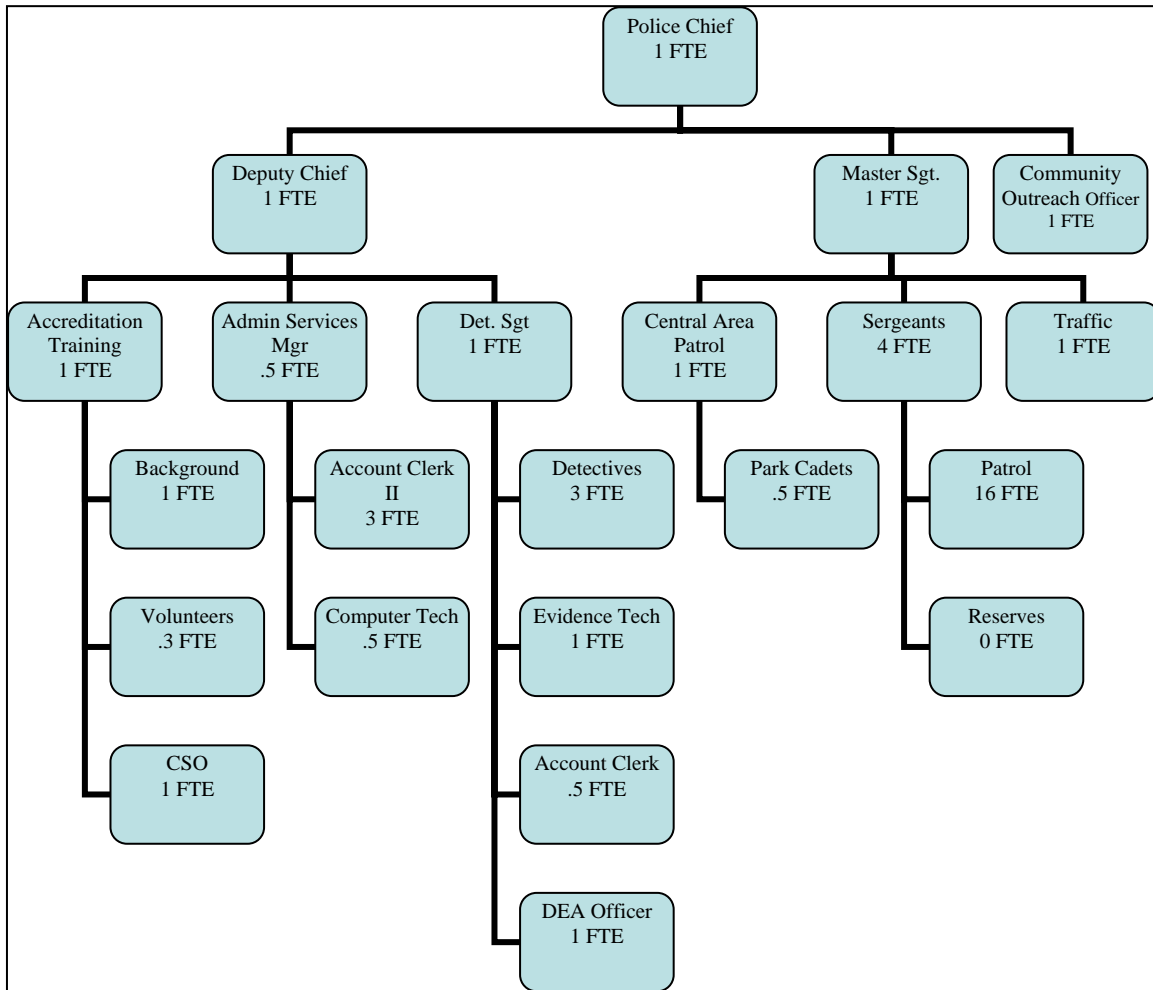 Police Chief
1 FTE
Deputy Chief
1 FTE
Master Sgt.
1 FTE
Community
Outreach Officer
1 FTE
Accreditation
Training
1 FTE
Admin Services
Mgr
.5 FTE
Det. Sgt
1 FTE
Central Area
Patrol
1 FTE
Sergeants
4 FTE
Traffic
1 FTE
Background
1 FTE
Account Clerk
II
3 FTE
Detectives
3 FTE
Park Cadets
.5 FTE
Patrol
16 FTE
Volunteers
.3 FTE
Computer Tech
.5 FTE
Evidence Tech
1 FTE
Reserves
0 FTE
CSO
1 FTE
Account Clerk
.5 FTE
DEA Officer
1 FTE